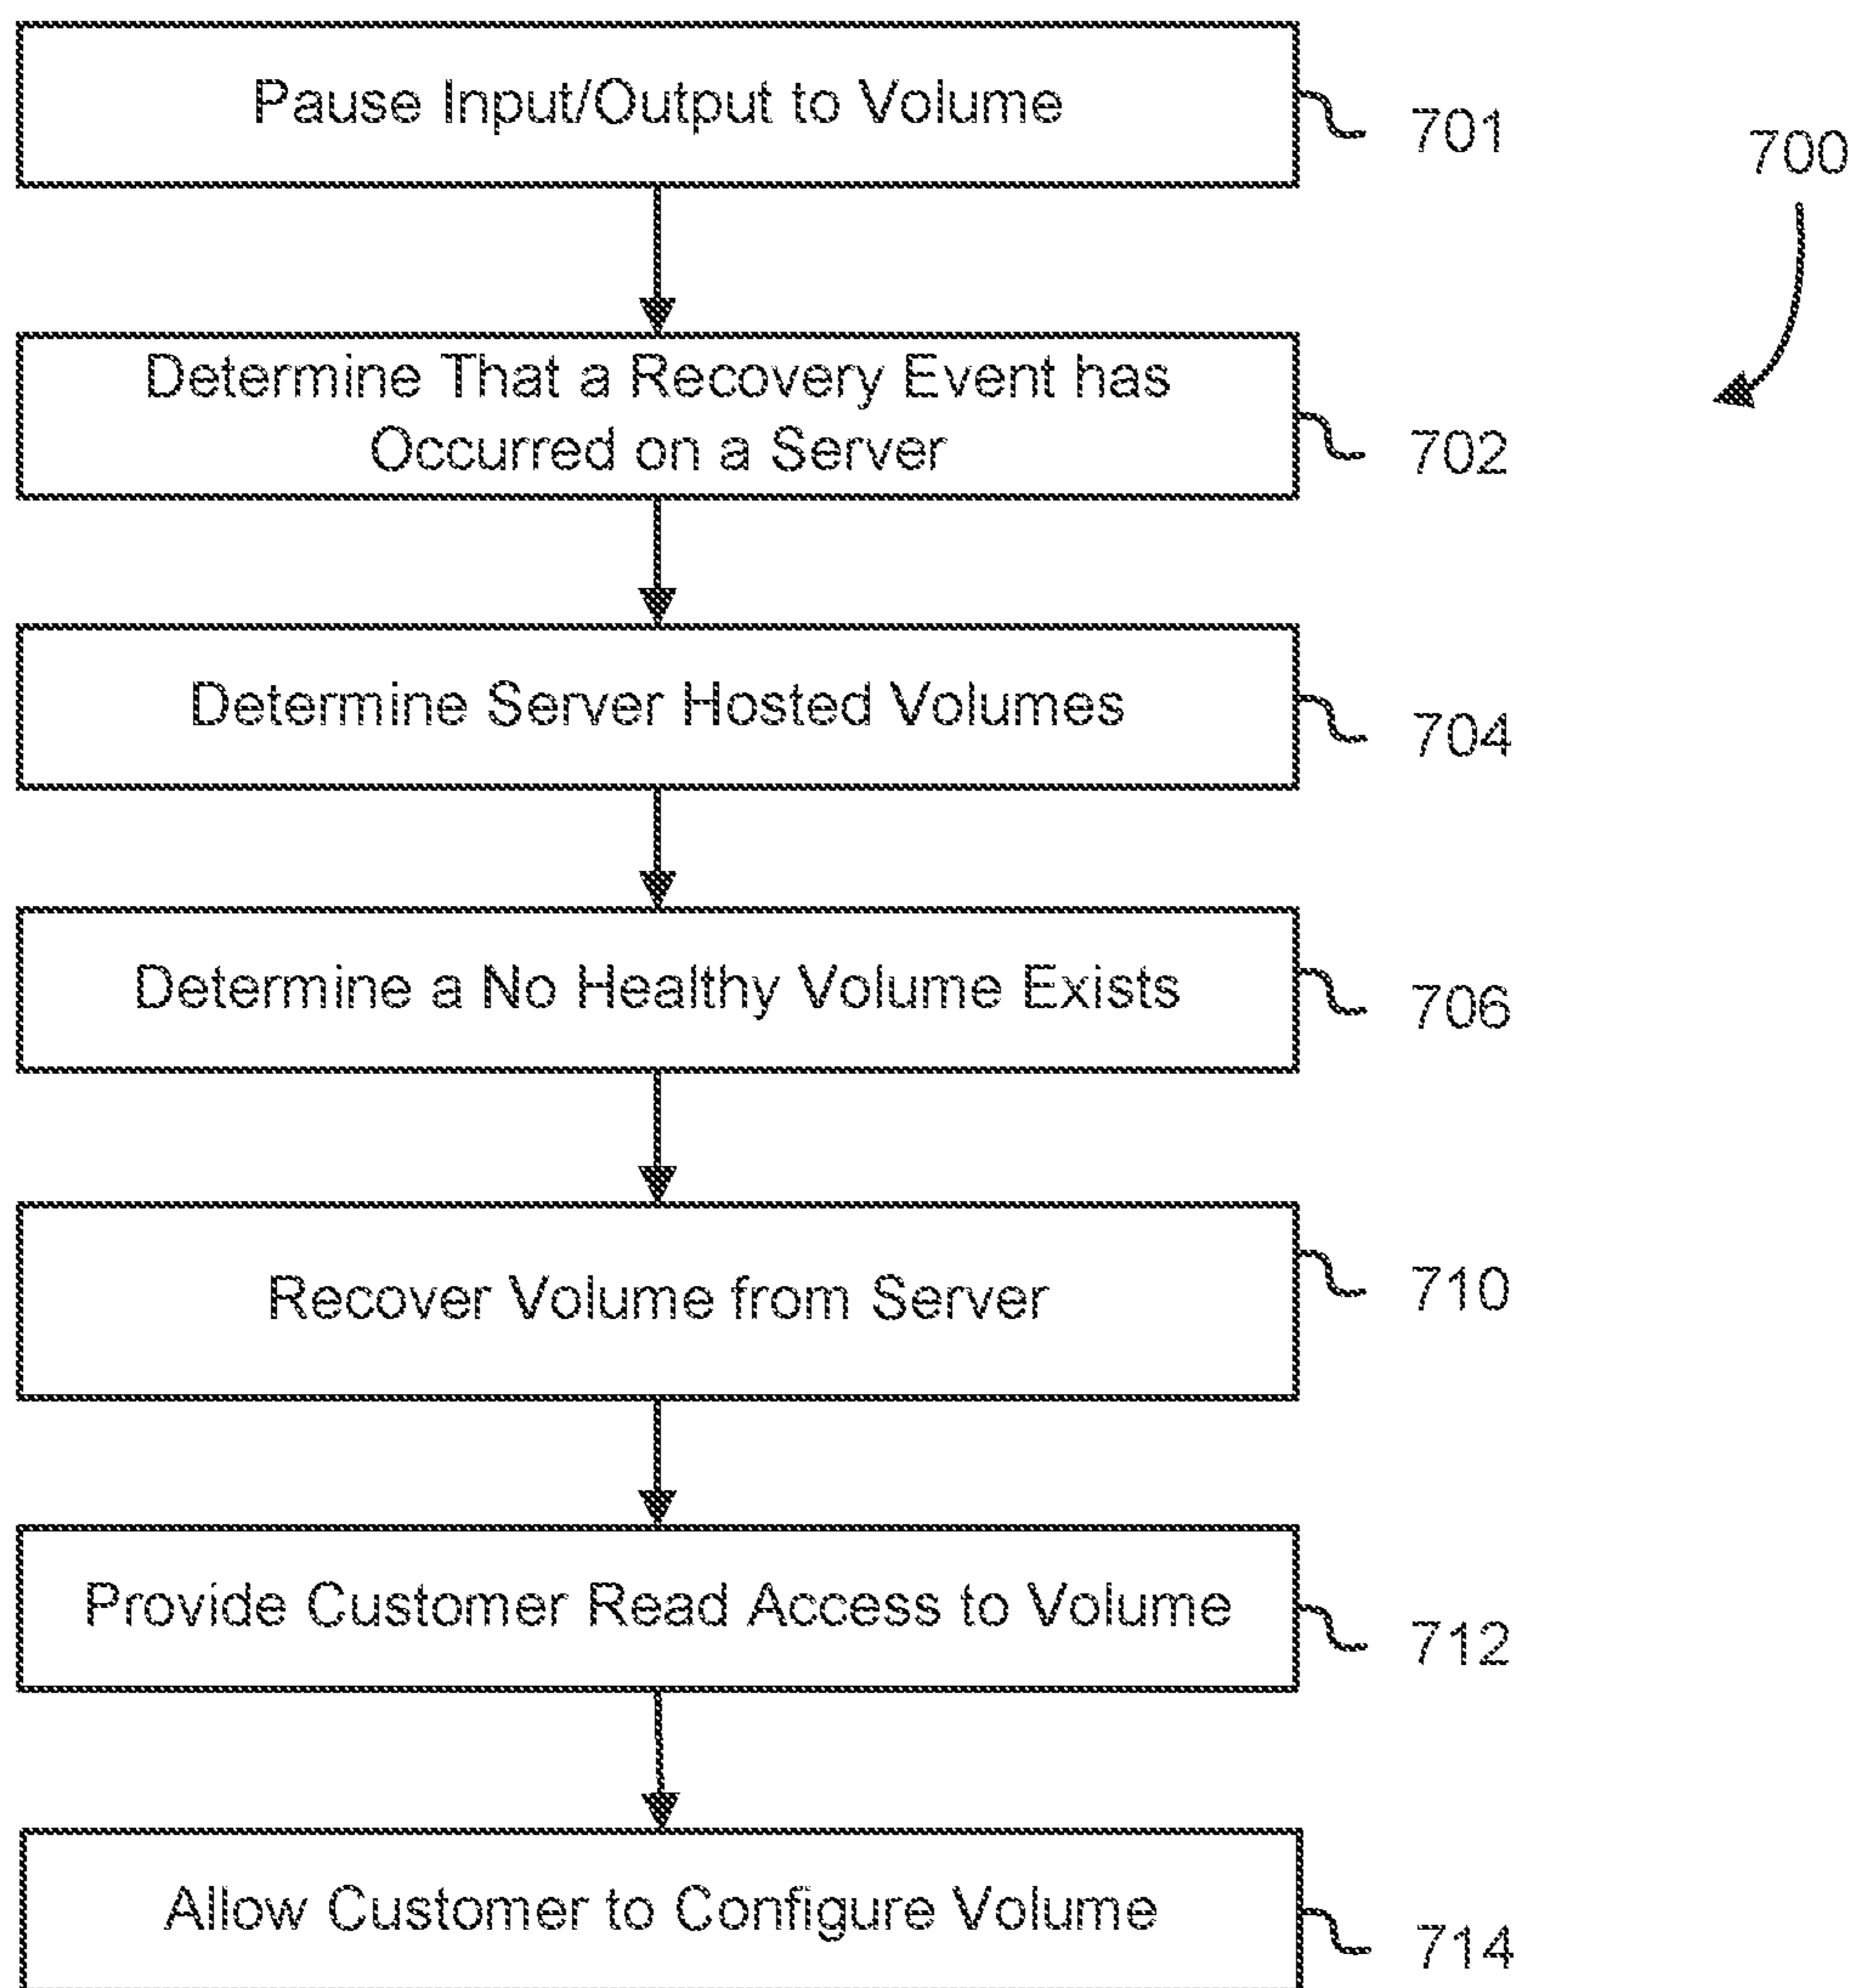 Pause Input/Output to Volume
701
700
Determine That a Recovery Event has
Occurred on a Server
702
Determine Server Hosted Volumes
704
Determine a No Healthy Volume Exists
706
Recover Volume from Server
710
Provide Customer Read Access to Volume
712
Allow Customer to Configure Volume
714